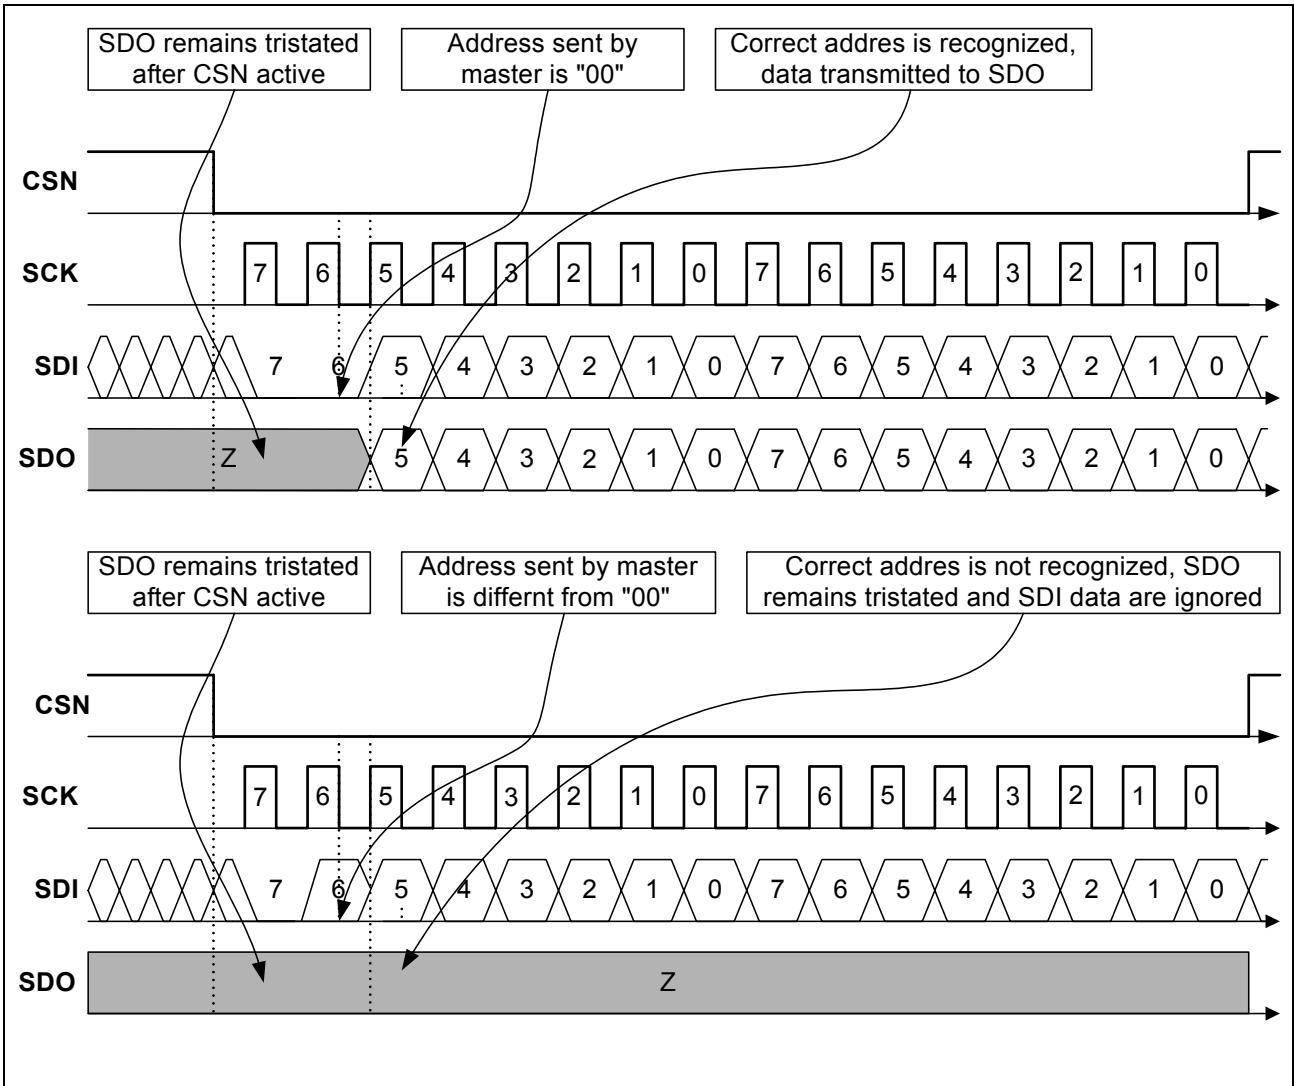 SDO remains tristated
after CSN active
Address sent by
master is "00"
Correct addres is recognized,
data transmitted to SDO
CSN
SCK
7 6 5 4 3 2 1 0 7 6 5 4 3 2 1 0
SDI
7 6 5 4 3 2 1 0 7 6 5 4 3 2 1 0
SDO
Z 5 4 3 2 1 0 7 6 5 4 3 2 1 0
SDO remains tristated
after CSN active
Address sent by master
is differnt from "00"
Correct addres is not recognized, SDO
remains tristated and SDI data are ignored
CSN
SCK
7 6 5 4 3 2 1 0 7 6 5 4 3 2 1 0
SDI
7 6 5 4 3 2 1 0 7 6 5 4 3 2 1 0
SDO
Z